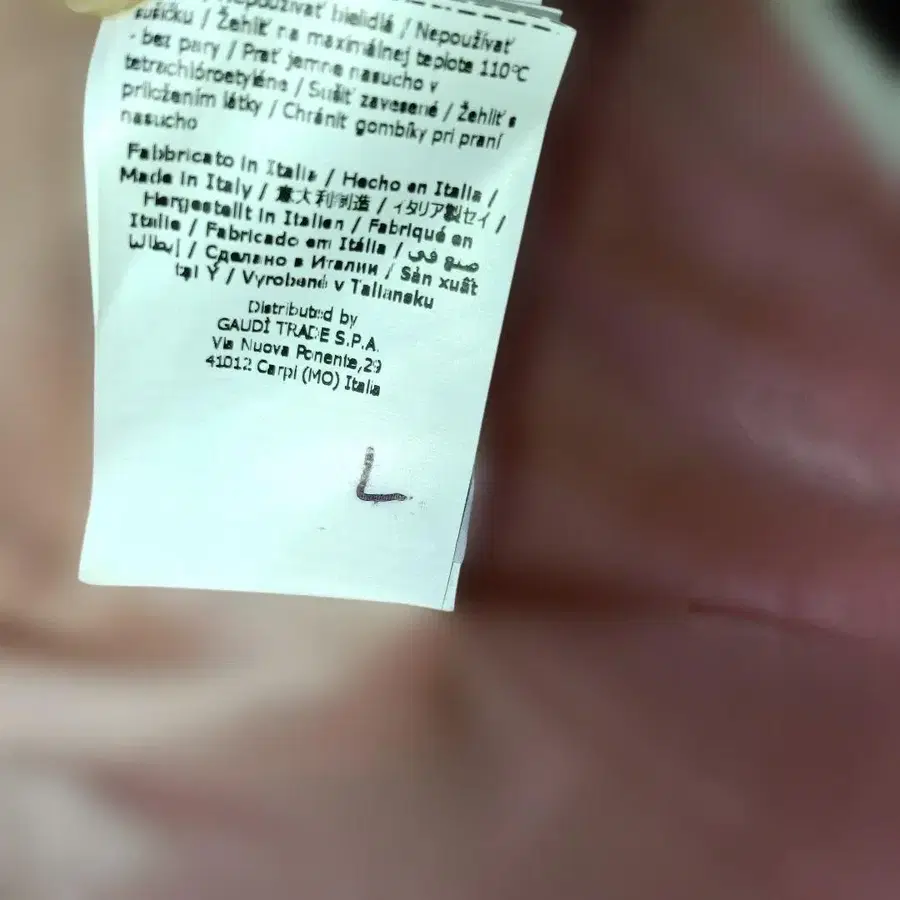 Nepoužívať bielidlá / Nepoužívať
sušičku / Žehliť na maximálnej teplote 110°C
- bez pary / Prať jemne nasucho v
tetrachlóroetyléne / Sušiť zavesené / Žehliť s
priložením látky / Chrániť gombíky pri praní
nasucho
Fabbricato in Italia / Hecho en Italia /
Made in Italy / 意大利制造 / イタリア製セイ /
Hergestellt in Italien / Fabriqué en
Italie / Fabricado em Itália / صنع في
إيطاليا / Сделано в Италии / Sản xuất
tại Ý / Vyrobené v Taliansku
Distributed by
GAUDÌ TRADE S.P.A.
Via Nuova Ponente,29
41012 Carpi (MO) Italia
L